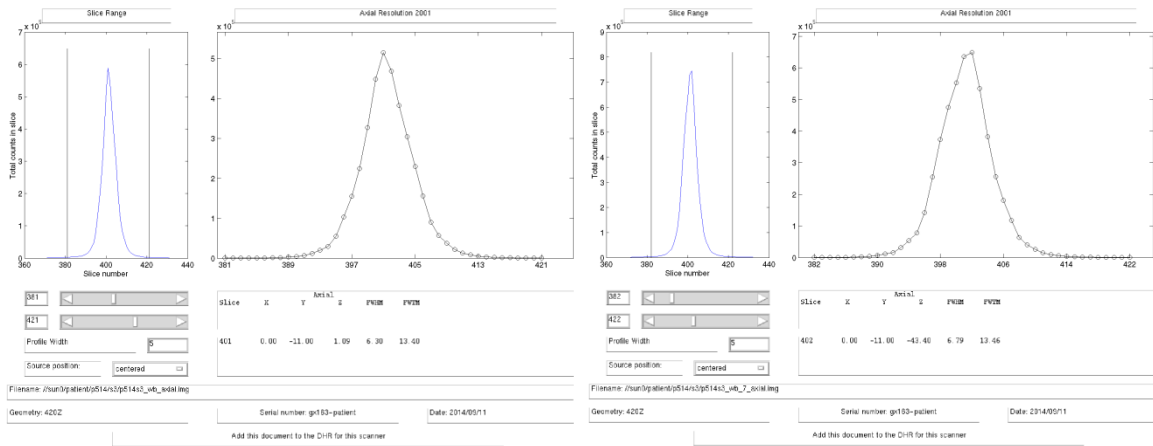 Slice Range
Axial Resolution 2001
x 10
7
6
5
4
3
2
1
0
Total counts in slice
360 380 400 420 440
Slice number
x 10
5
4
3
2
1
0
381 389 397 405 413 421
381
421
Profile Width 5
Source position: centered
Axial
Slice X Y Z FWHM FWTM
401 0.00 -11.00 1.09 6.30 13.40
Filename: //sun0/patient/p514/s3/p514s3_wb_axial.img
Geometry: 420Z Serial number: gx163-patient Date: 2014/09/11
Add this document to the DHR for this scanner
Slice Range
Axial Resolution 2001
x 10
9
8
7
6
5
4
3
2
1
0
Total counts in slice
360 380 400 420 440
Slice number
x 10
7
6
5
4
3
2
1
0
382 390 398 406 414 422
382
422
Profile Width 5
Source position: centered
Axial
Slice X Y Z FWHM FWTM
402 0.00 -11.00 -43.40 6.79 13.46
Filename: //sun0/patient/p514/s3/p514s3_wb_7_axial.img
Geometry: 420Z Serial number: gx163-patient Date: 2014/09/11
Add this document to the DHR for this scanner